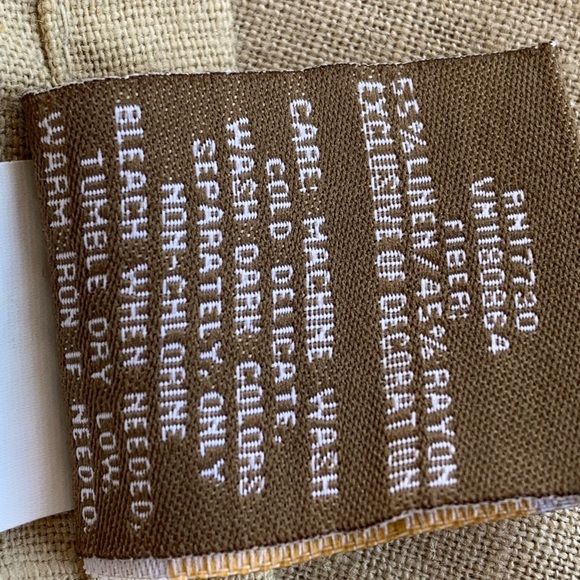 RN17730
VM1180864
FIBER:
55%LINEN/45% RAYON
EXCLUSIVE OF DECORATION
CARE: MACHINE WASH
COLD DELICATE,
WASH DARK COLORS
SEPARATELY, ONLY
NON-CHLORINE
BLEACH WHEN NEEDED,
TUMBLE DRY LOW,
WARM IRON IF NEEDED